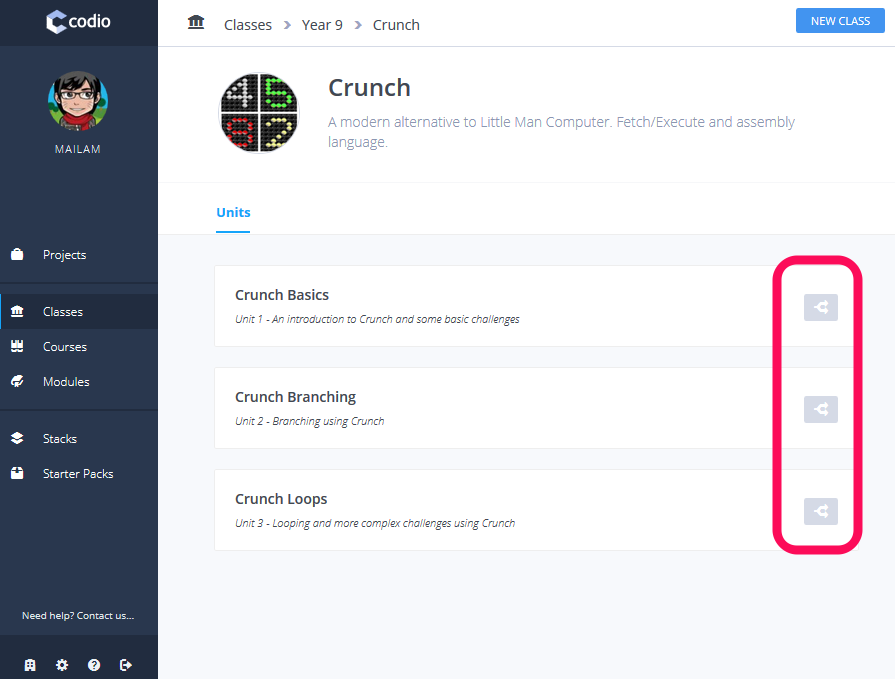 codio
MAILAM
Projects
Classes
Courses
Modules
Stacks
Starter Packs
Need help? Contact us...
Classes > Year 9 > Crunch
NEW CLASS
Crunch
A modern alternative to Little Man Computer. Fetch/Execute and assembly
language.
45
92
Units
Crunch Basics
Unit 1 - An introduction to Crunch and some basic challenges
Crunch Branching
Unit 2 - Branching using Crunch
Crunch Loops
Unit 3 - Looping and more complex challenges using Crunch